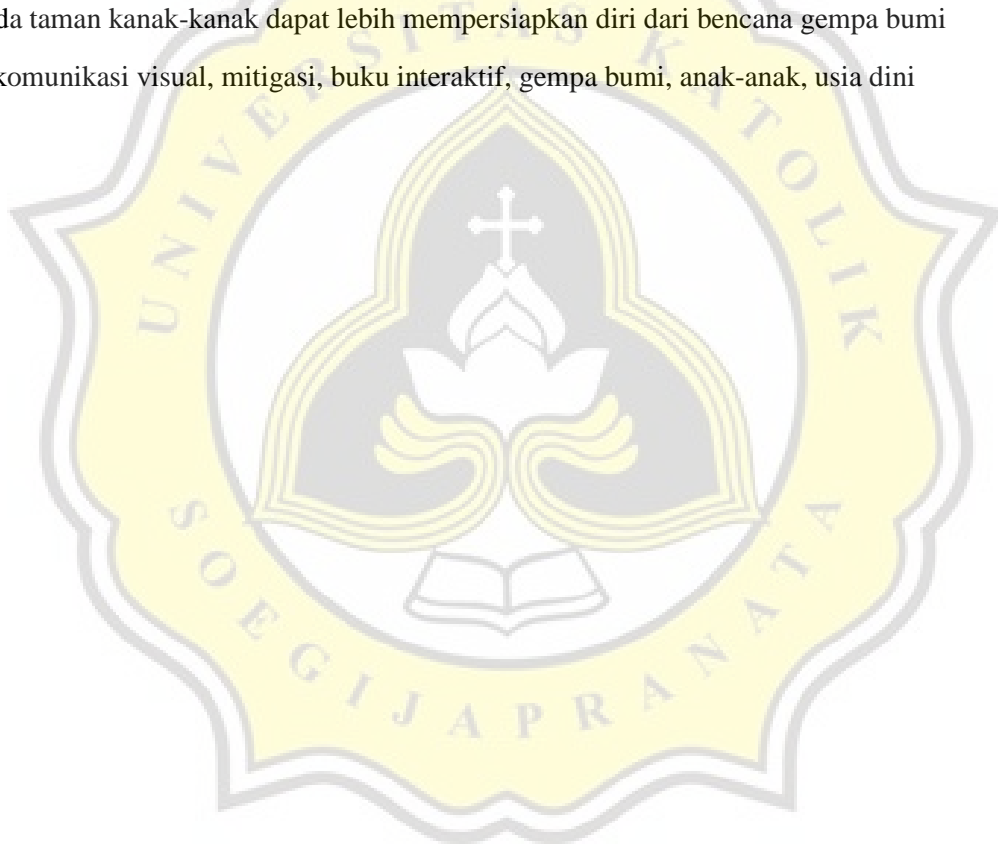 da taman kanak-kanak dapat lebih mempersiapkan diri dari bencana gempa bumi
komunikasi visual, mitigasi, buku interaktif, gempa bumi, anak-anak, usia dini
UNIVERSITAS KATOLIK
SOEGIJAPRANATA